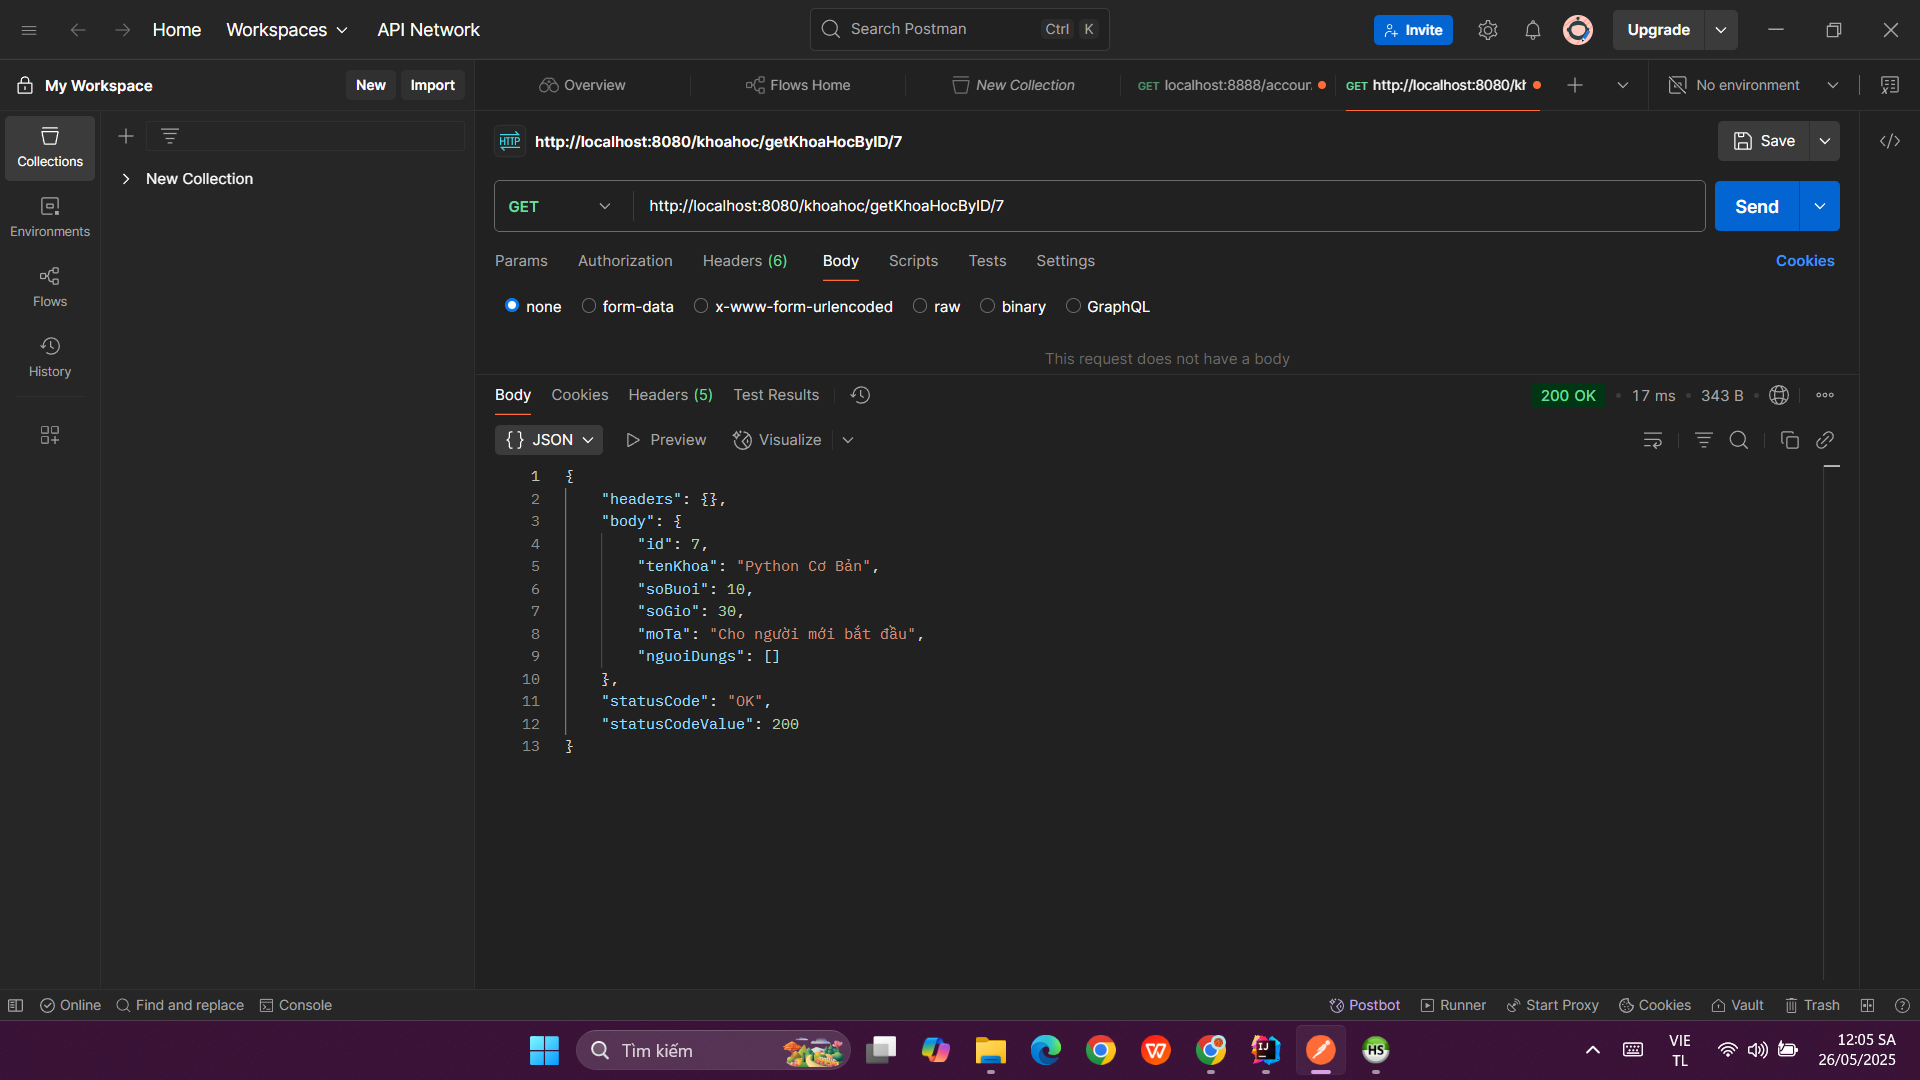 Home Workspaces API Network Search Postman Ctrl K Invite Upgrade
My Workspace New Import Overview Flows Home New Collection GET localhost:8888/accour GET http://localhost:8080/kh No environment
HTTP http://localhost:8080/khoahoc/getKhoaHocByID/7 Save
Collections
New Collection
Environments
Flows
History
GET http://localhost:8080/khoahoc/getKhoaHocByID/7 Send
Params Authorization Headers (6) Body Scripts Tests Settings Cookies
none form-data x-www-form-urlencoded raw binary GraphQL
This request does not have a body
Body Cookies Headers (5) Test Results 200 OK • 17 ms • 343 B •
{} JSON Preview Visualize
1 {
2 "headers": {},
3 "body": {
4 "id": 7,
5 "tenKhoa": "Python Cơ Bản",
6 "soBuoi": 10,
7 "soGio": 30,
8 "moTa": "Cho người mới bắt đầu",
9 "nguoiDungs": []
10 },
11 "statusCode": "OK",
12 "statusCodeValue": 200
13 }
Online Find and replace Console Postbot Runner Start Proxy Cookies Vault Trash
Tìm kiếm VIE TL 12:05 SA
26/05/2025